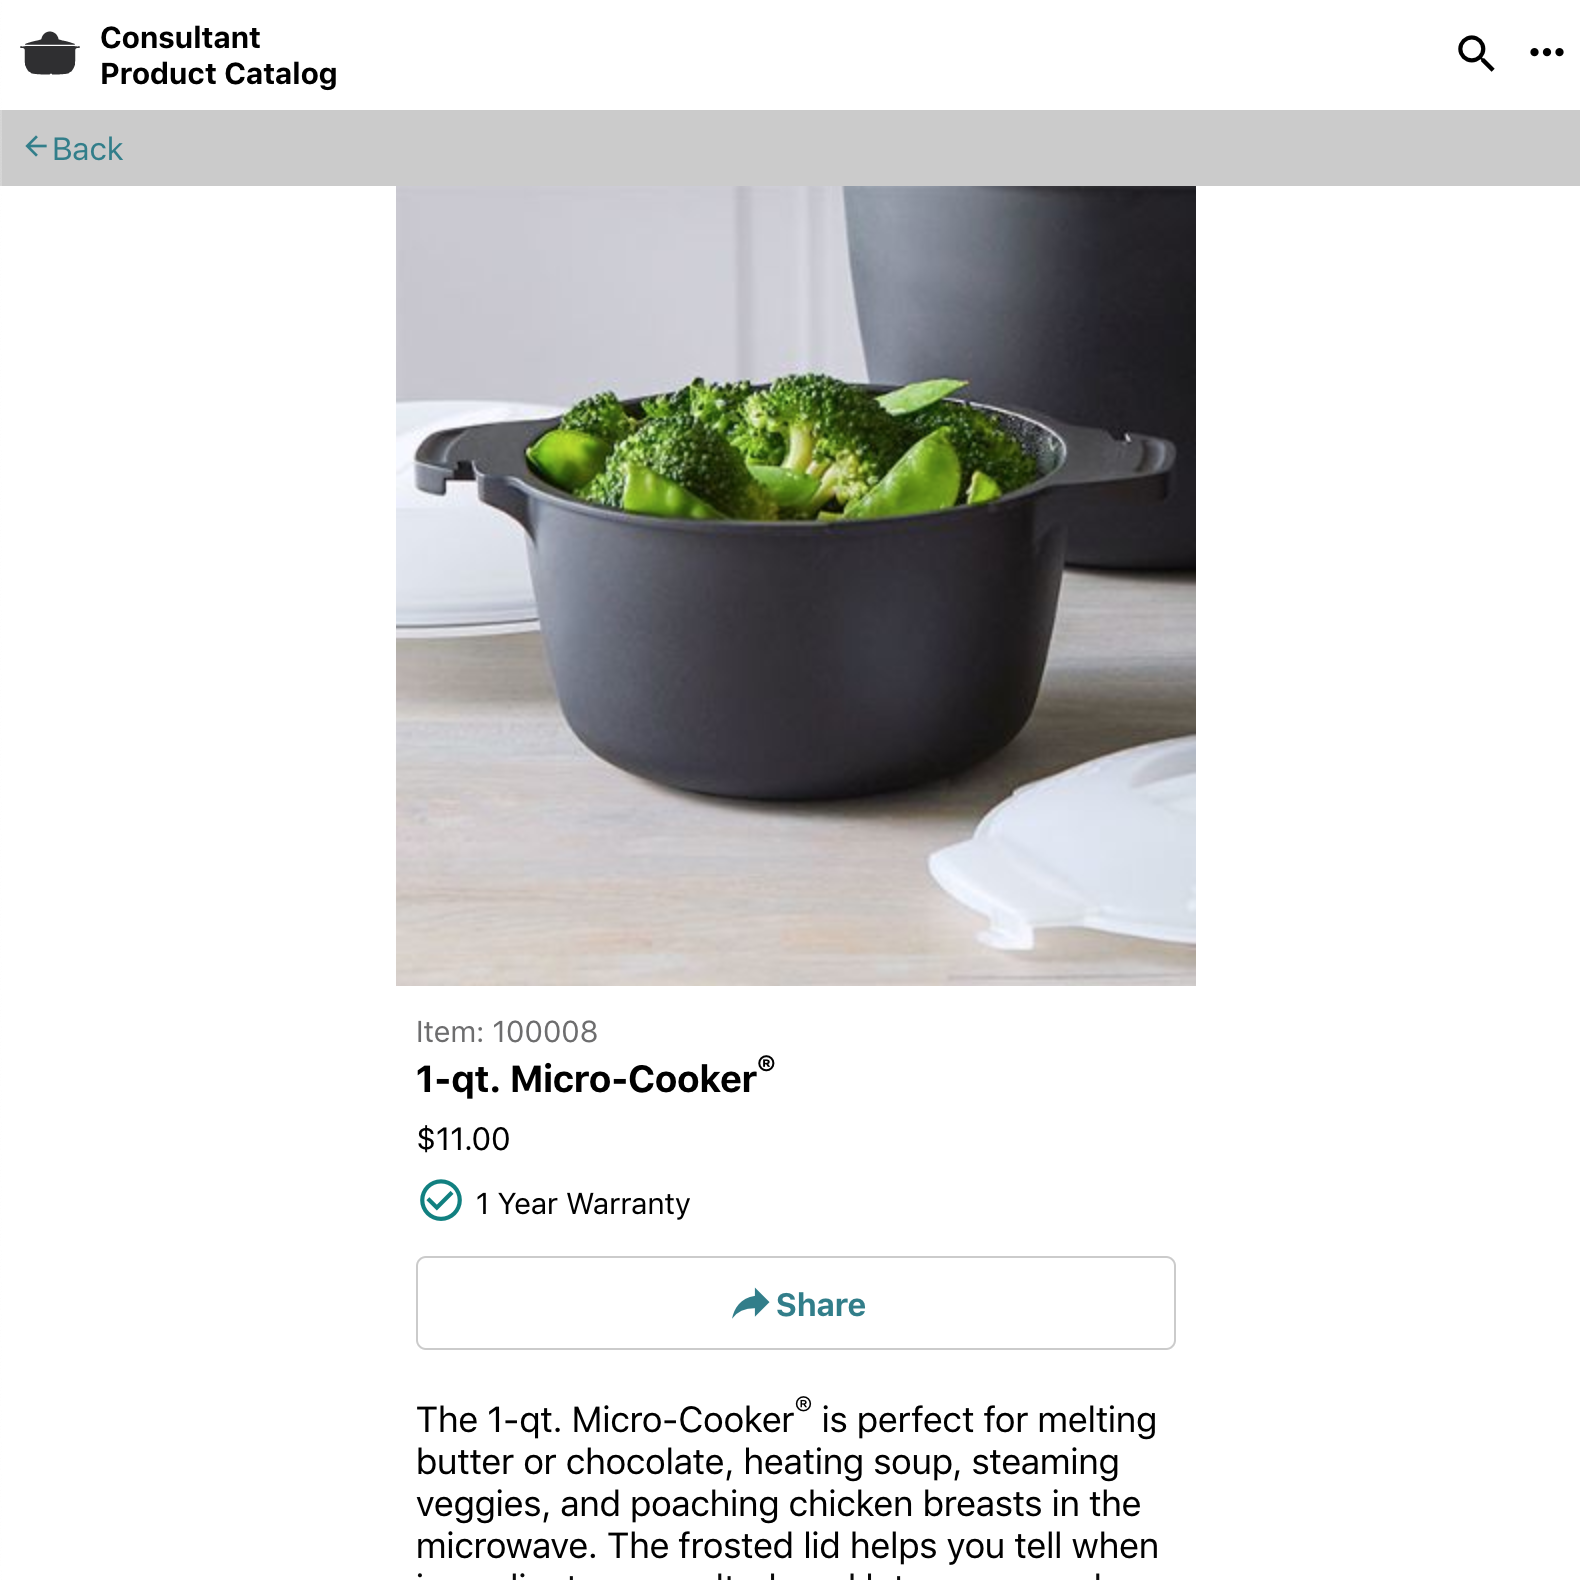 Consultant
Product Catalog
Back
Item: 100008
1-qt. Micro-Cooker®
$11.00
1 Year Warranty
Share
The 1-qt. Micro-Cooker® is perfect for melting
butter or chocolate, heating soup, steaming
veggies, and poaching chicken breasts in the
microwave. The frosted lid helps you tell when